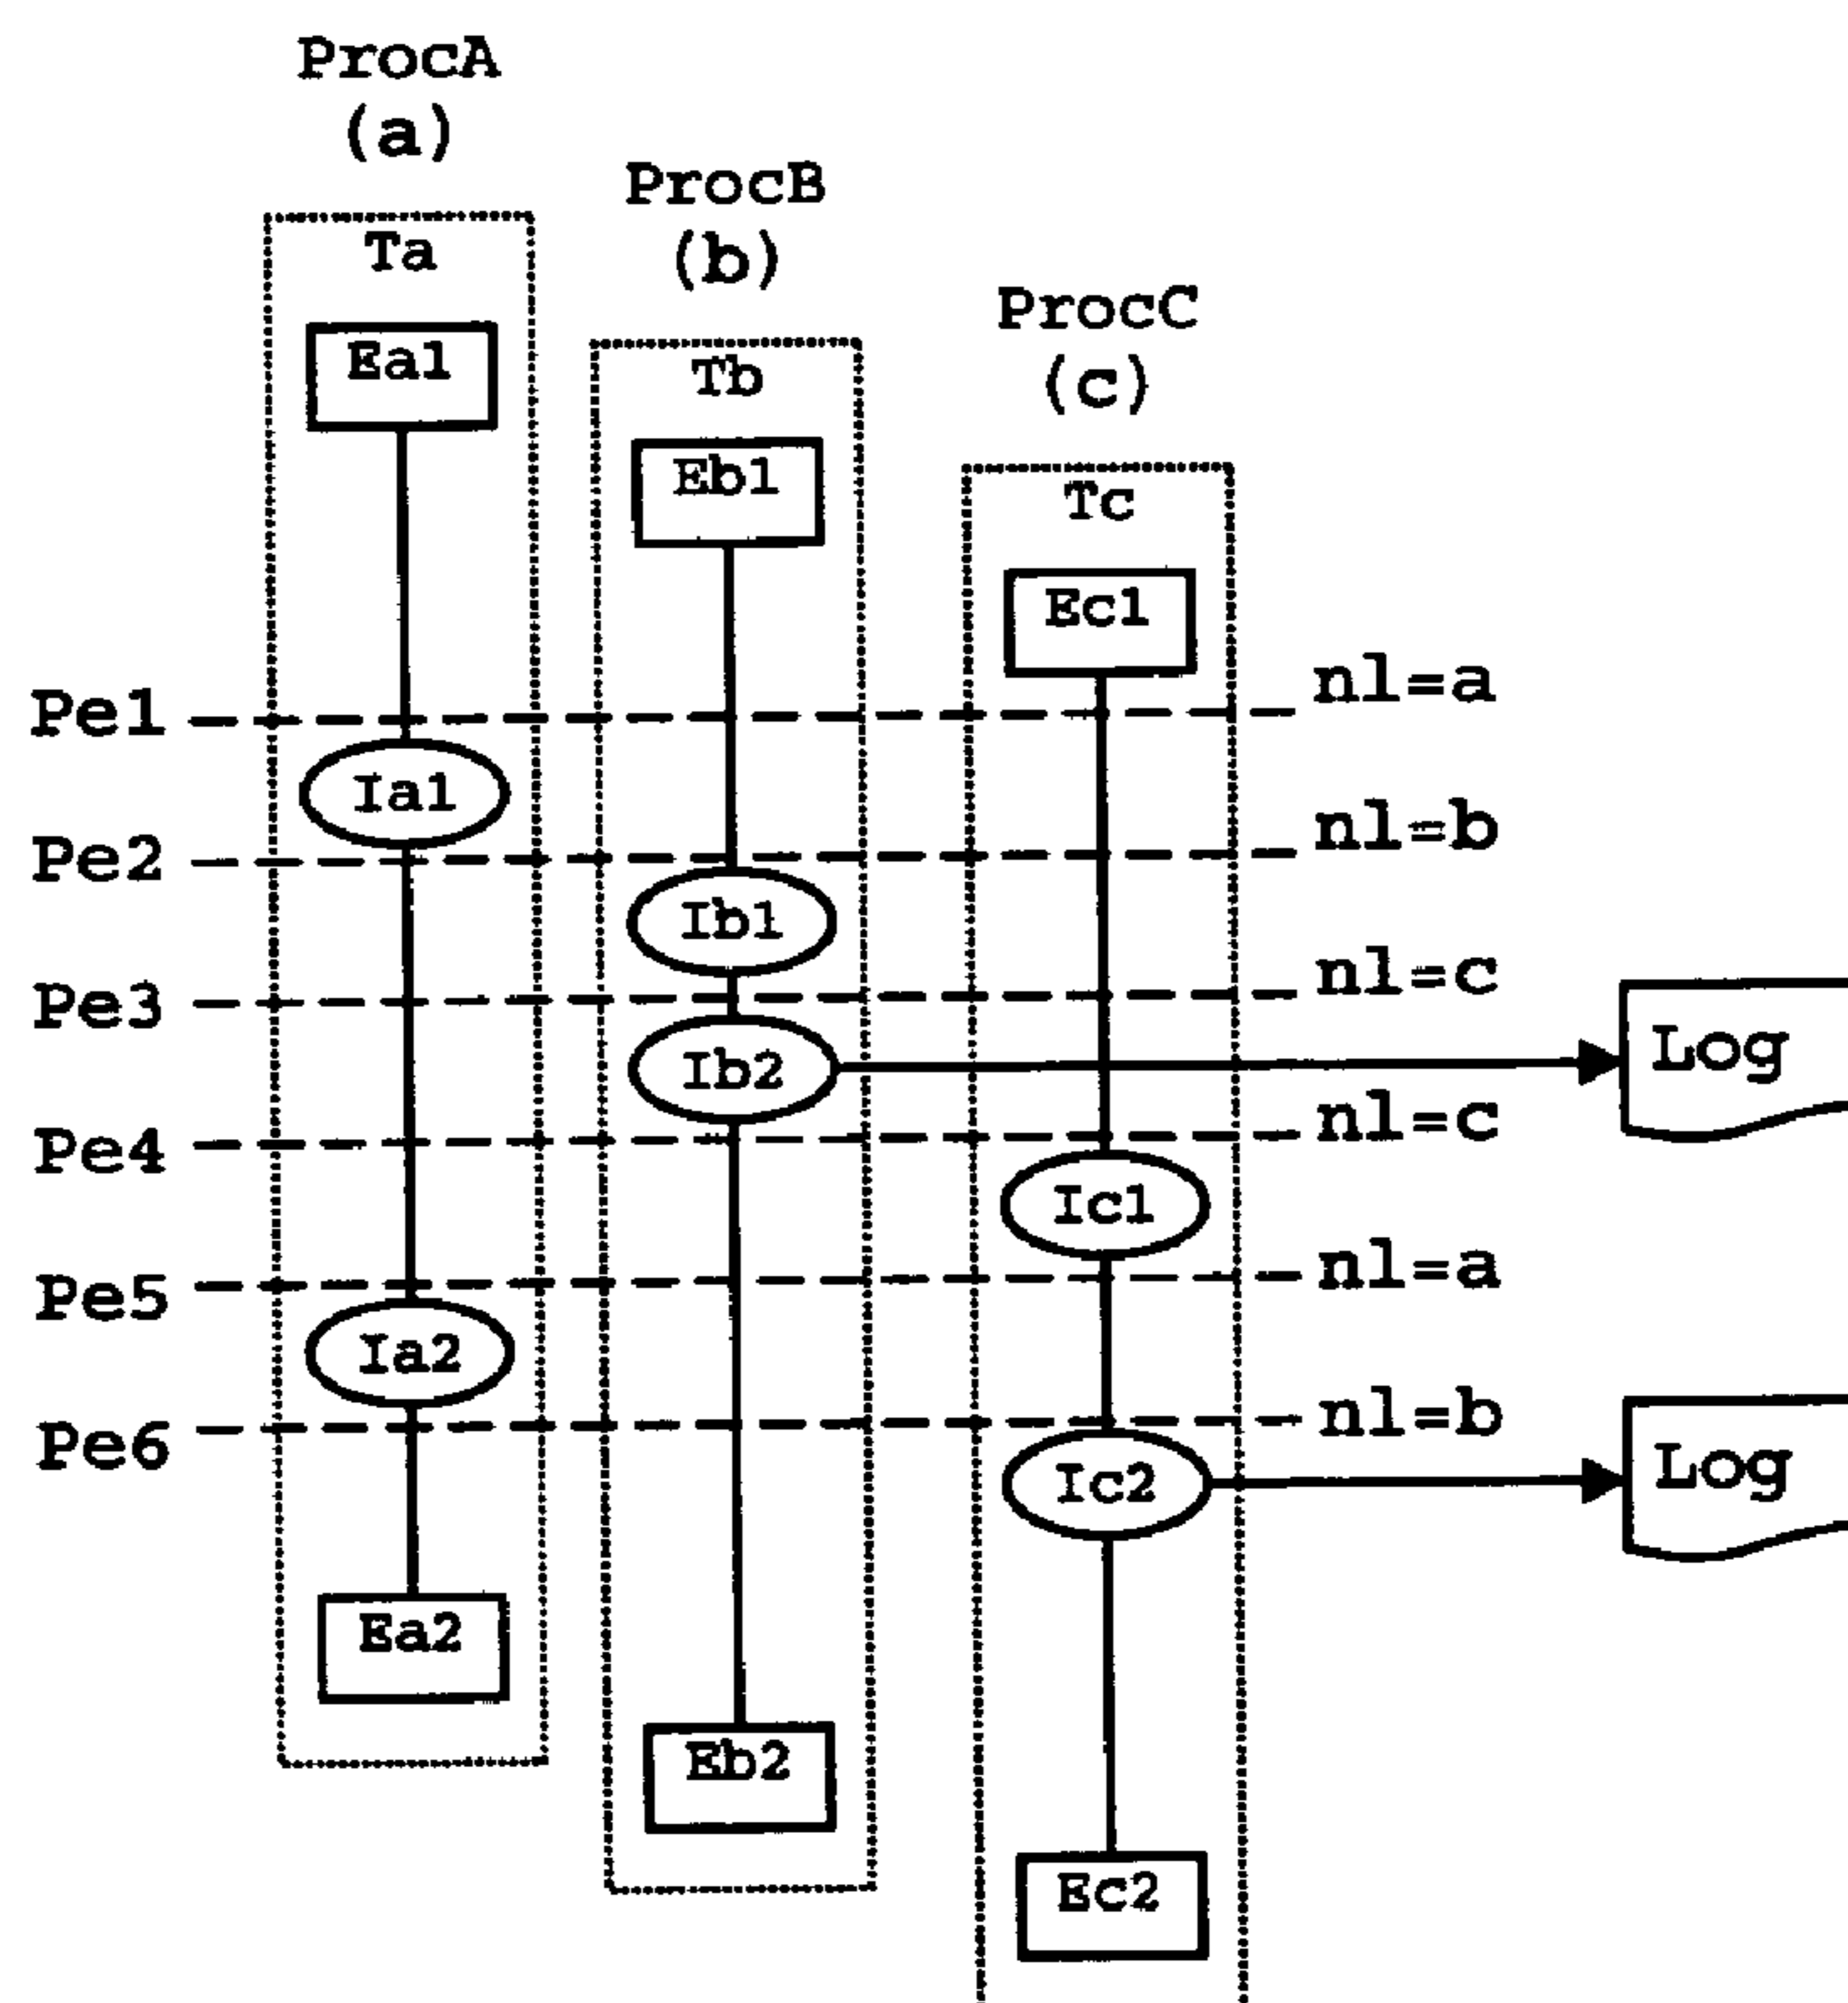 ProcA
(a)
ProcB
(b)
Ta
ProcC
(c)
Ea1
Tb
Eb1
Tc
Ec1
Pe1 nl=a
Ia1
Pe2 nl=b
Ib1
Pe3 nl=c
Ib2 Log
Pe4 nl=c
Ic1
Pe5 nl=a
Ia2
Pe6 nl=b
Ic2 Log
Ea2
Eb2
Ec2